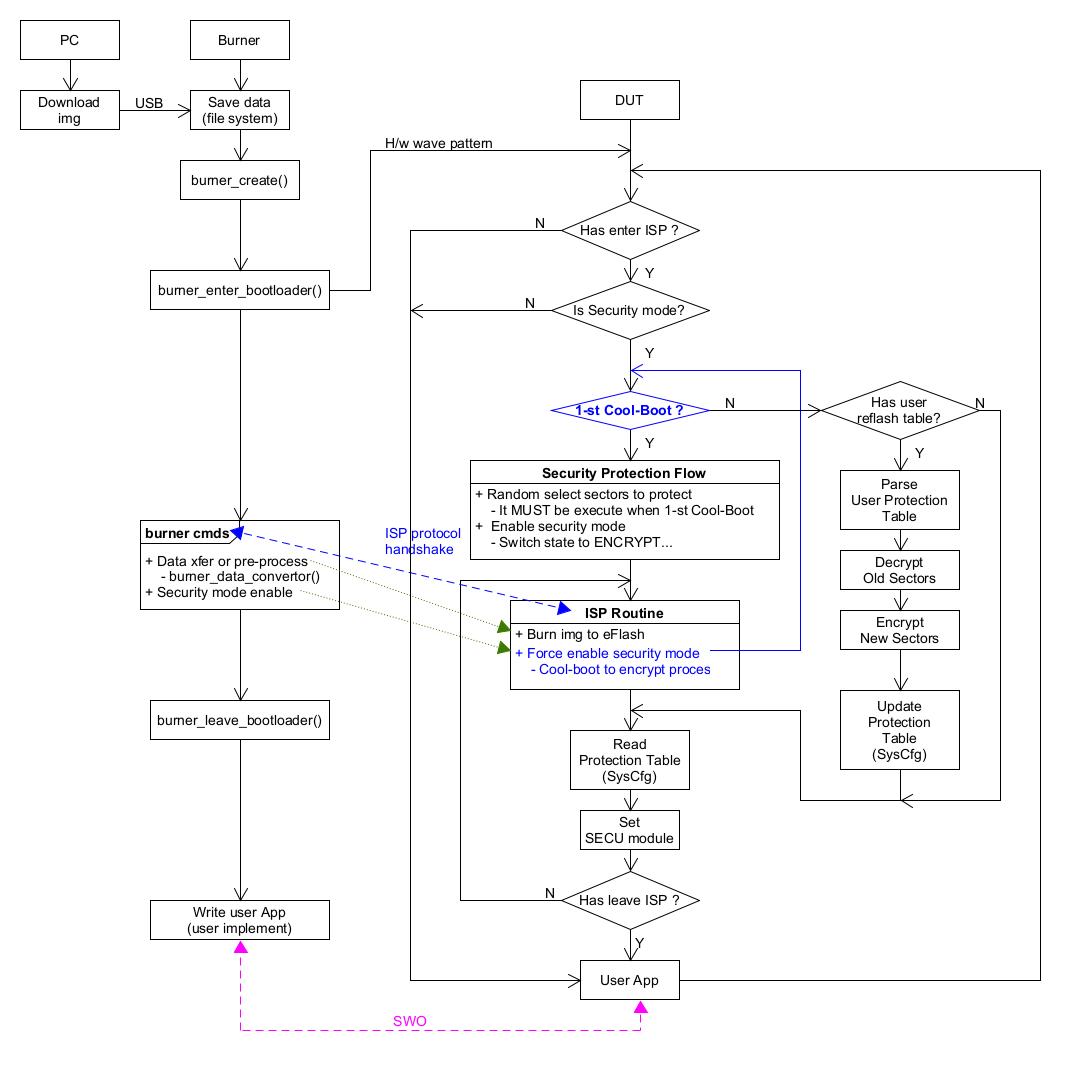 PC
Burner
Download
img
USB
Save data
(file system)
DUT
H/w wave pattern
burner_create()
N
Has enter ISP ?
Y
burner_enter_bootloader()
N
Is Security mode?
Y
1-st Cool-Boot ?
N
Has user
reflash table?
N
Y
Y
Security Protection Flow
+ Random select sectors to protect
- It MUST be execute when 1-st Cool-Boot
+ Enable security mode
- Switch state to ENCRYPT...
Parse
User Protection
Table
burner cmds
+ Data xfer or pre-process
- burner_data_convertor()
+ Security mode enable
ISP protocol
handshake
Decrypt
Old Sectors
ISP Routine
+ Burn img to eFlash
+ Force enable security mode
- Cool-boot to encrypt proces
Encrypt
New Sectors
burner_leave_bootloader()
Update
Protection
Table
(SysCfg)
Read
Protection Table
(SysCfg)
Set
SECU module
N
Has leave ISP ?
Y
Write user App
(user implement)
User App
SWO